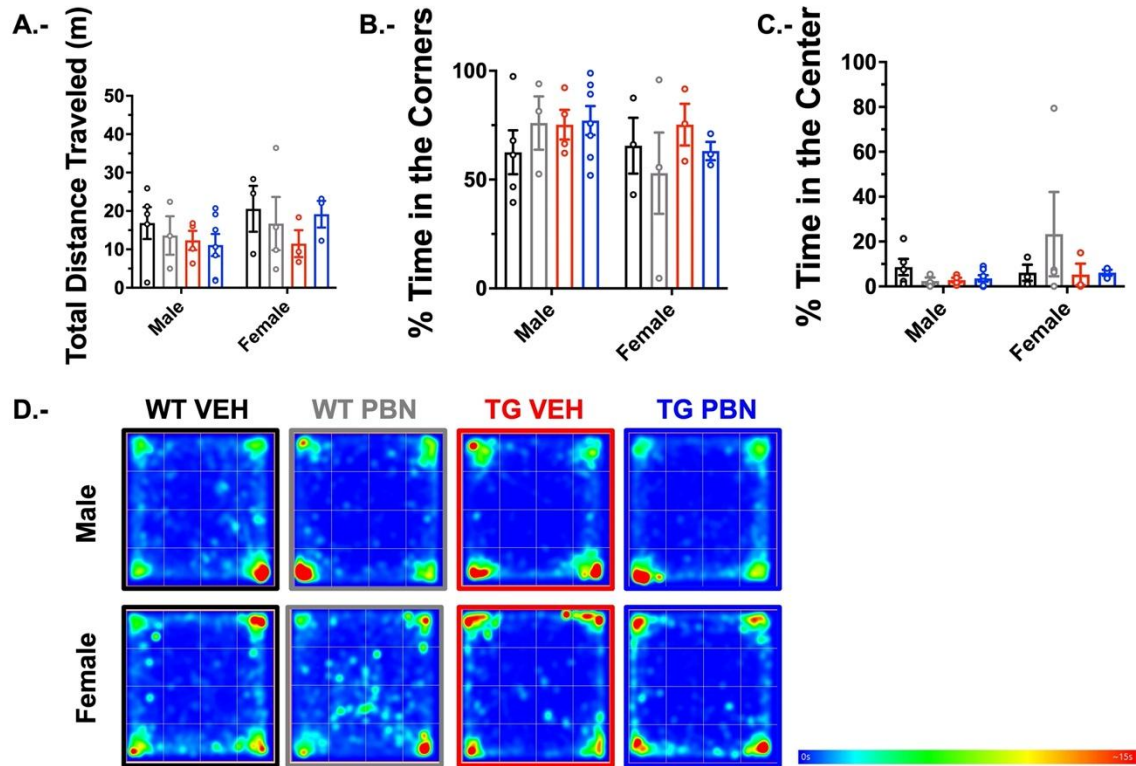 A.-
Total Distance Traveled (m)
50
40
30
20
10
0
Male
Female
B.-
% Time in the Corners
100
50
0
Male
Female
C.-
% Time in the Center
100
80
60
40
20
0
Male
Female
D.-
WT VEH
WT PBN
TG VEH
TG PBN
Male
Female
0s
~15s